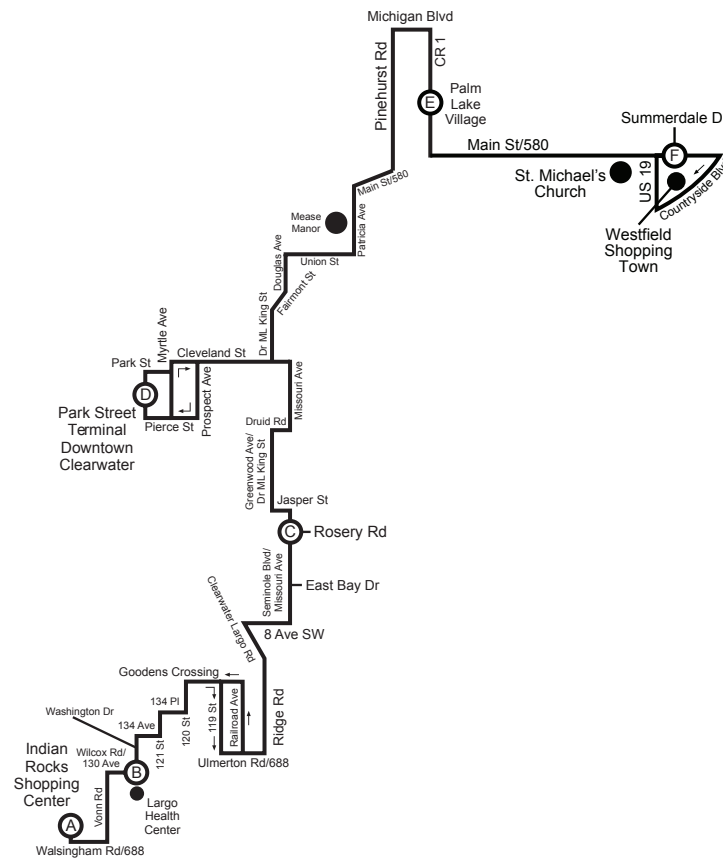 Michigan Blvd
Pinehurst Rd
CR 1
E
Palm
Lake
Village
Summerdale D
F
Main St/580
US 19
Countryside Blv
St. Michael's
Church
Westfield
Shopping
Town
Main St/580
Mease
Manor
Patricia Ave
Union St
Douglas Ave
Fairmont St
Dr ML King St
Myrtle Ave
Cleveland St
Park St
D
Prospect Ave
Missouri Ave
Park Street
Terminal
Downtown
Clearwater
Pierce St
Druid Rd
Greenwood Ave/
Dr ML King St
Jasper St
C
Rosery Rd
Seminole Blvd/
Missouri Ave
East Bay Dr
Clearwater Largo Rd
8 Ave SW
Goodens Crossing
134 Pl
119 St
Railroad Ave
Ridge Rd
Washington Dr
134 Ave
121 St
120 St
Ulmerton Rd/688
Indian
Rocks
Shopping
Center
Wilcox Rd/
130 Ave
B
Vonn Rd
Largo
Health
Center
A
Walsingham Rd/688